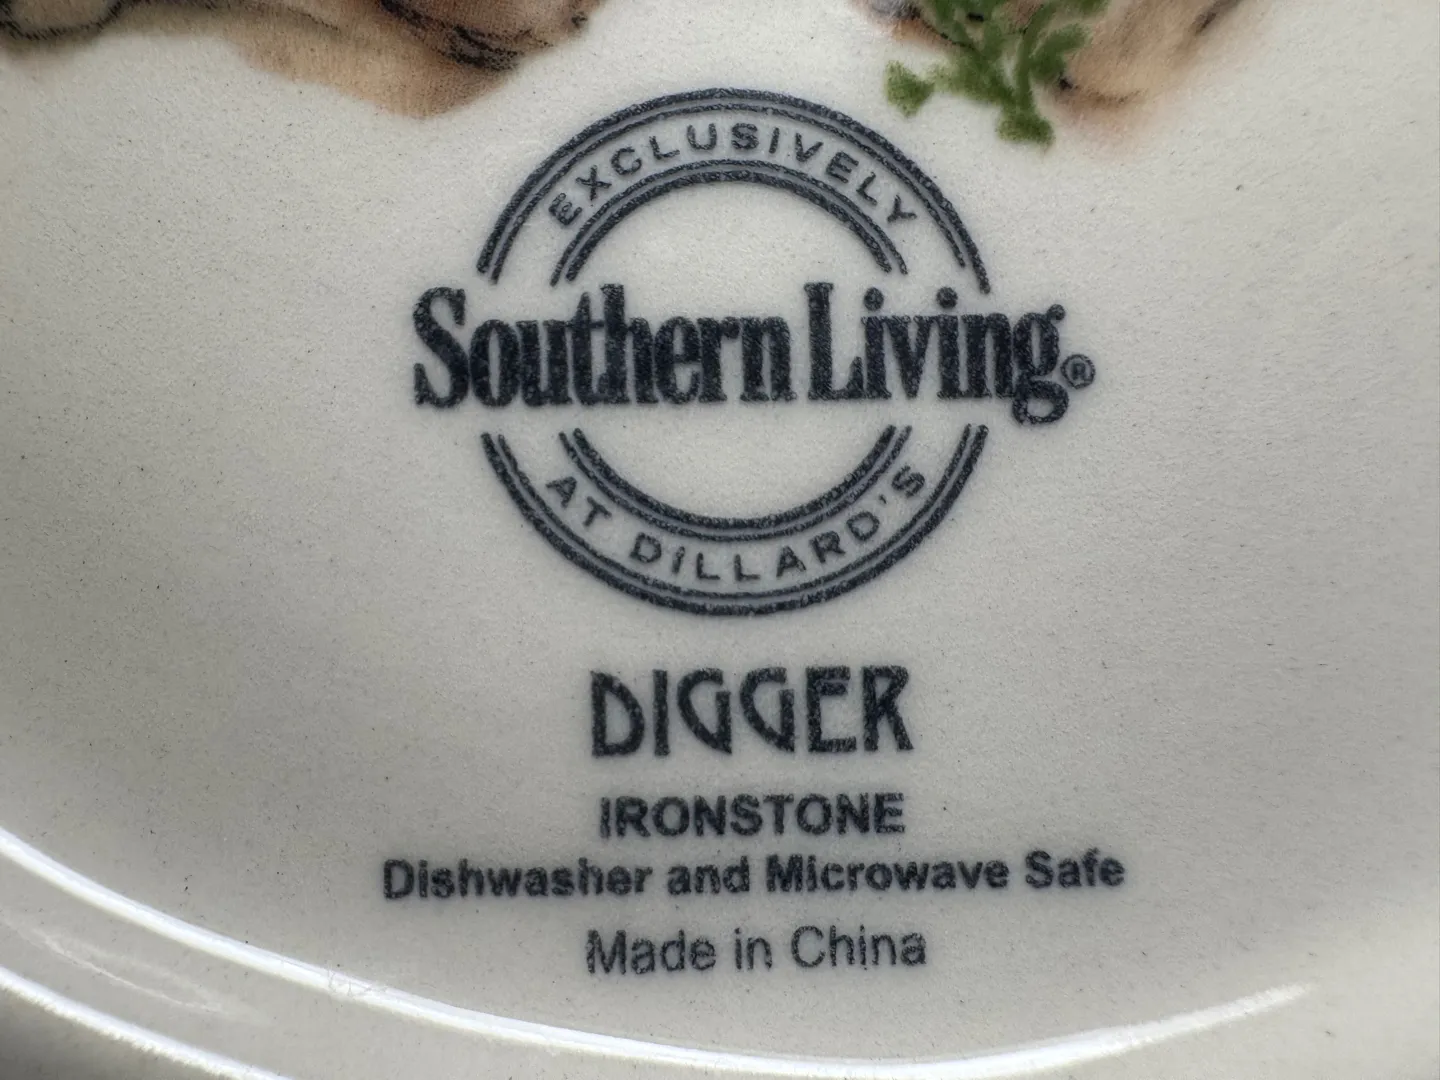 EXCLUSIVELY
Southern Living®
AT DILLARD'S
DIGGER
IRONSTONE
Dishwasher and Microwave Safe
Made in China